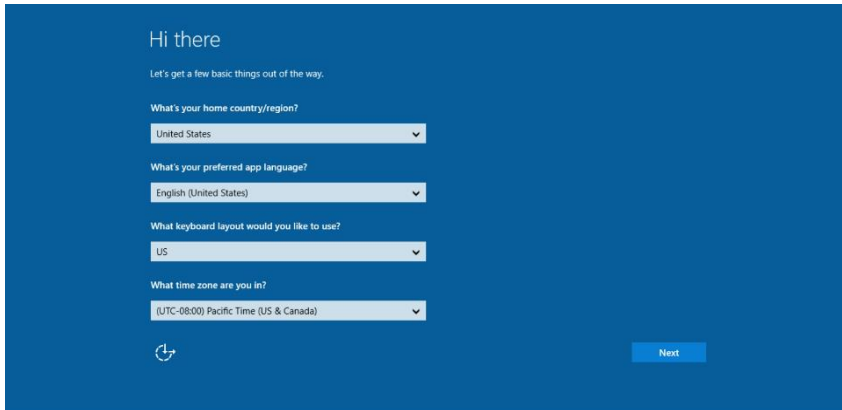 Hi there
Let's get a few basic things out of the way.
What's your home country/region?
United States
What's your preferred app language?
English (United States)
What keyboard layout would you like to use?
US
What time zone are you in?
(UTC-08:00) Pacific Time (US & Canada)
Next